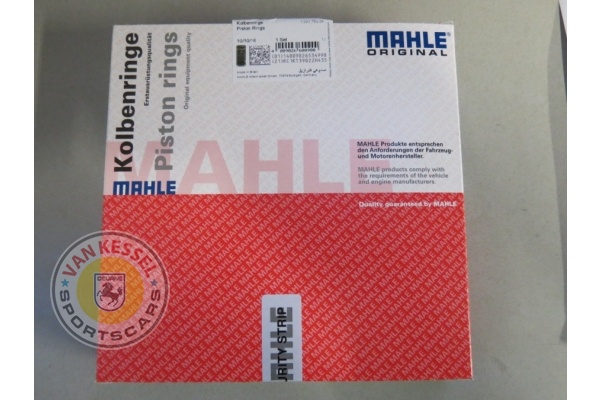 Kolbenringe
Piston Rings
1 Set
MAHLE
ORIGINAL
Kolbenringe
Erstausrüstungsqualität
Piston rings
Original equipment quality
MAHLE
MAHLE
MAHLE Produkte entsprechen
den Anforderungen der Fahrzeug-
und Motorenhersteller.
MAHLE products comply with
the requirements of the vehicle
and engine manufacturers.
Quality guaranteed by MAHLE
VAN KESSEL
SPORTSCARS
URITY STRIP